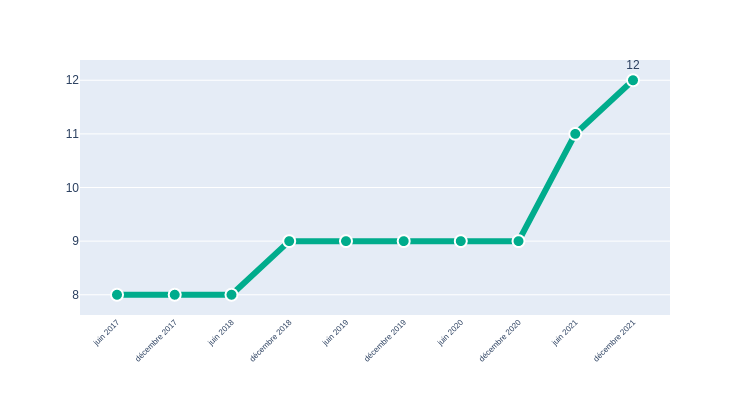 12
12
11
10
9
8
juin 2017
décembre 2017
juin 2018
décembre 2018
juin 2019
décembre 2019
juin 2020
décembre 2020
juin 2021
décembre 2021